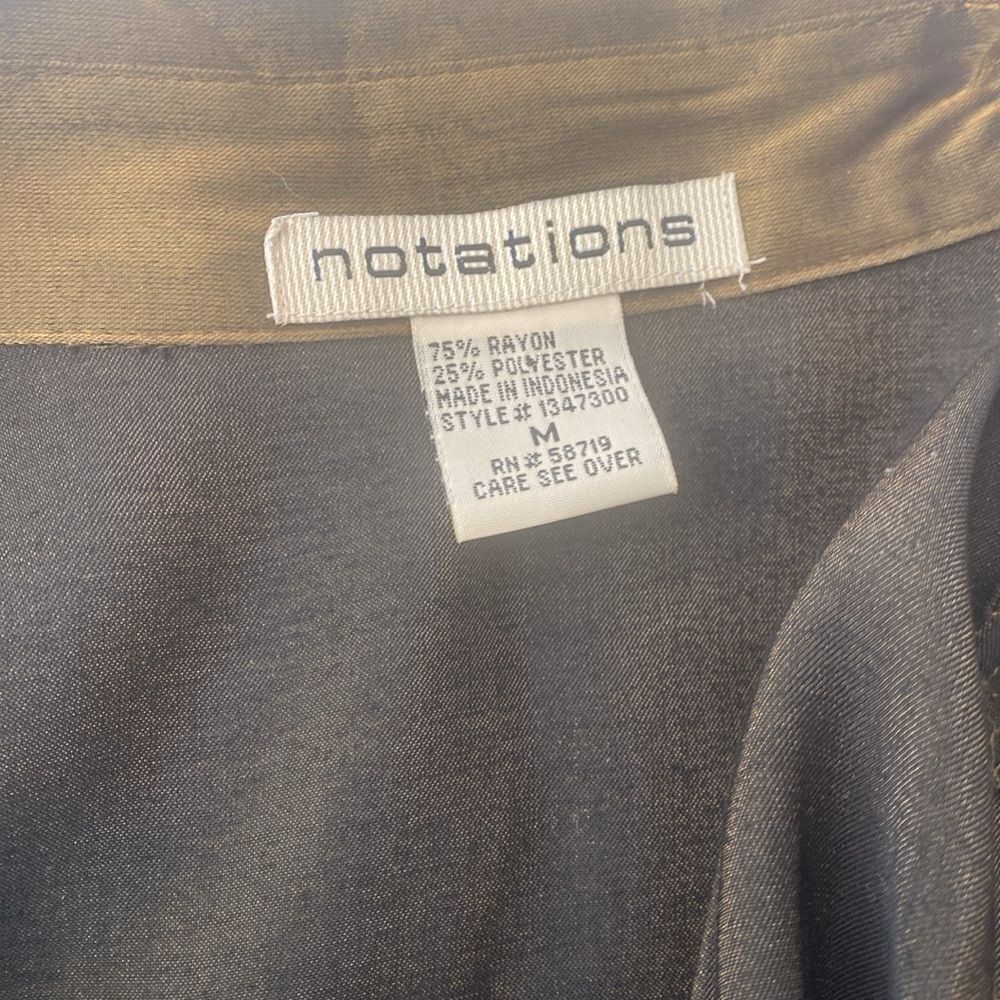 notations
75% RAYON
25% POLYESTER
MADE IN INDONESIA
STYLE# 1347300
M
RN# 58719
CARE SEE OVER